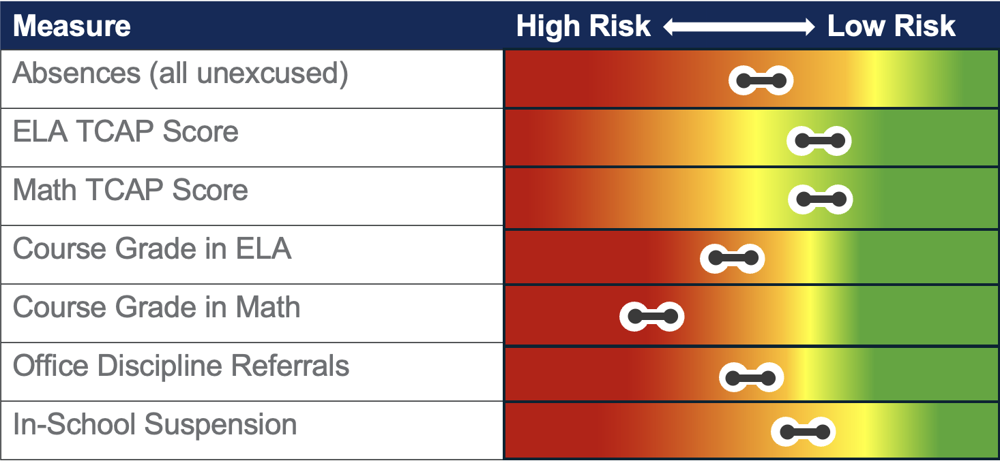 Measure High Risk Low Risk
Absences (all unexcused)
ELA TCAP Score
Math TCAP Score
Course Grade in ELA
Course Grade in Math
Office Discipline Referrals
In-School Suspension